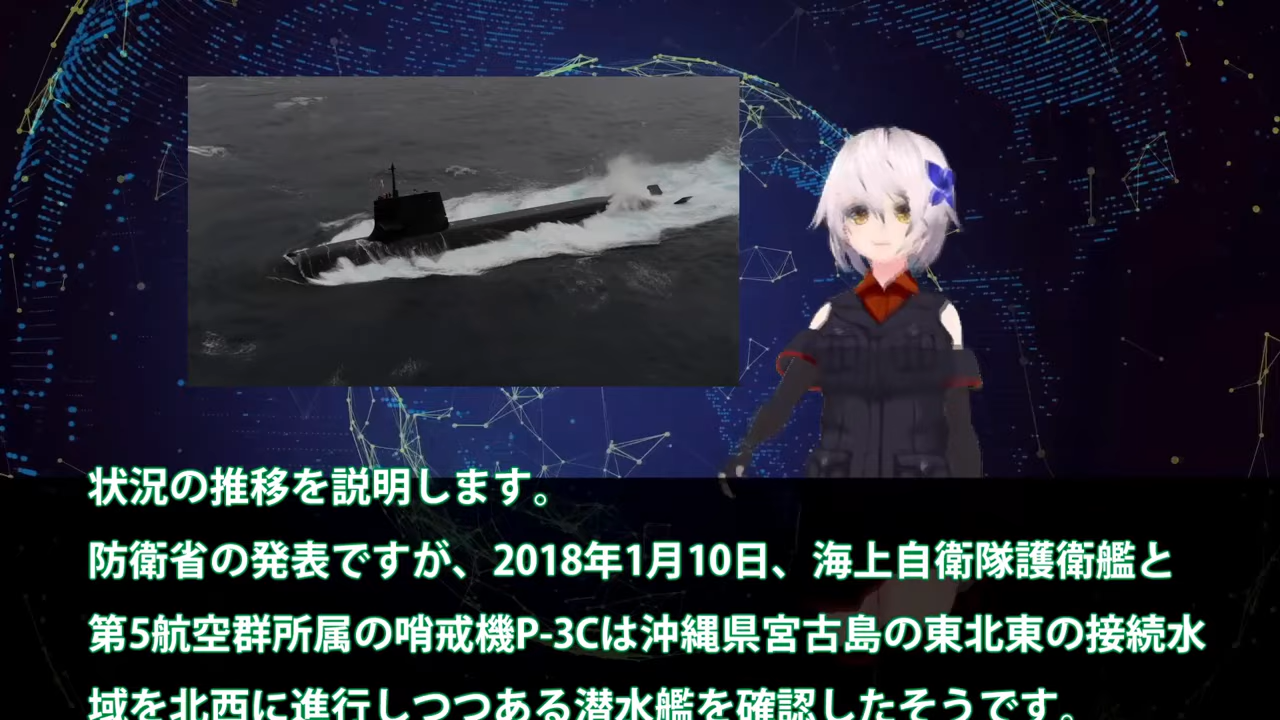 状況の推移を説明します。
防衛省の発表ですが、2018年1月10日、海上自衛隊護衛艦と
第5航空群所属の哨戒機P-3Cは沖縄県宮古島の東北東の接続水
域を北西に進行しつつある潜水艦を確認したそうです。